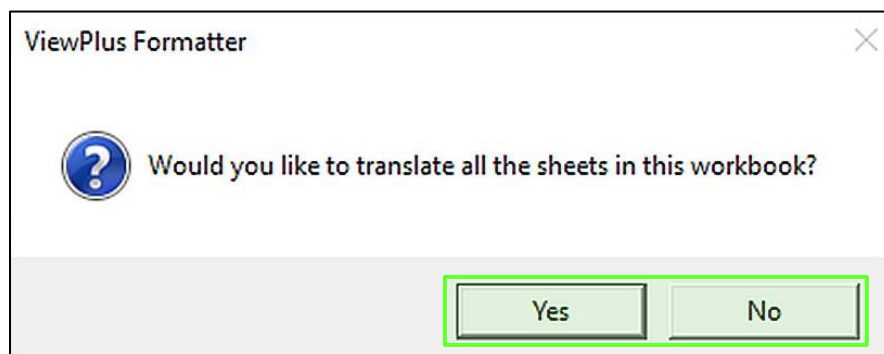 ViewPlus Formatter
Would you like to translate all the sheets in this workbook?
Yes No